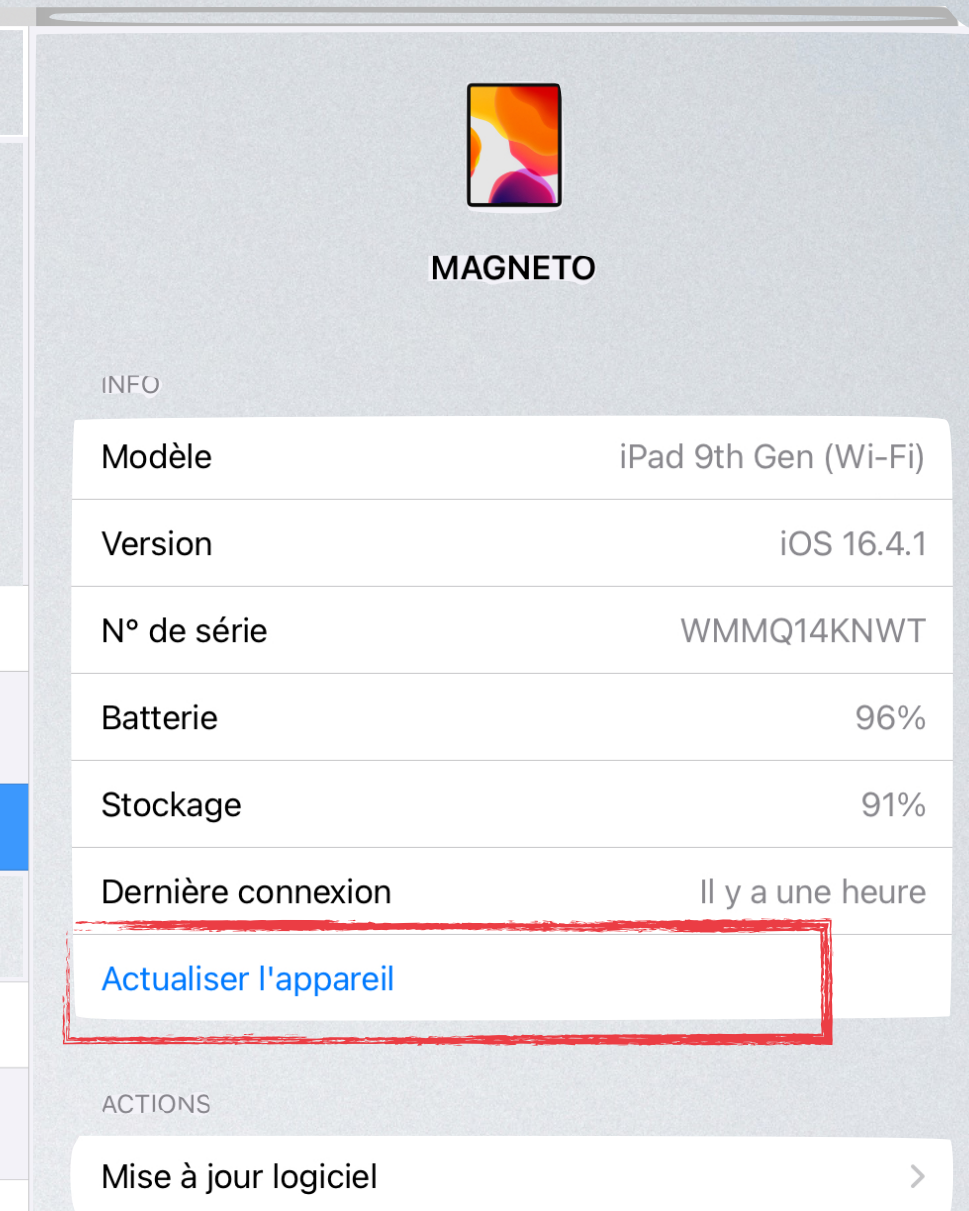 MAGNETO
INFO
Modèle iPad 9th Gen (Wi-Fi)
Version iOS 16.4.1
N° de série WMMQ14KNWT
Batterie 96%
Stockage 91%
Dernière connexion Il y a une heure
Actualiser l'appareil
ACTIONS
Mise à jour logiciel